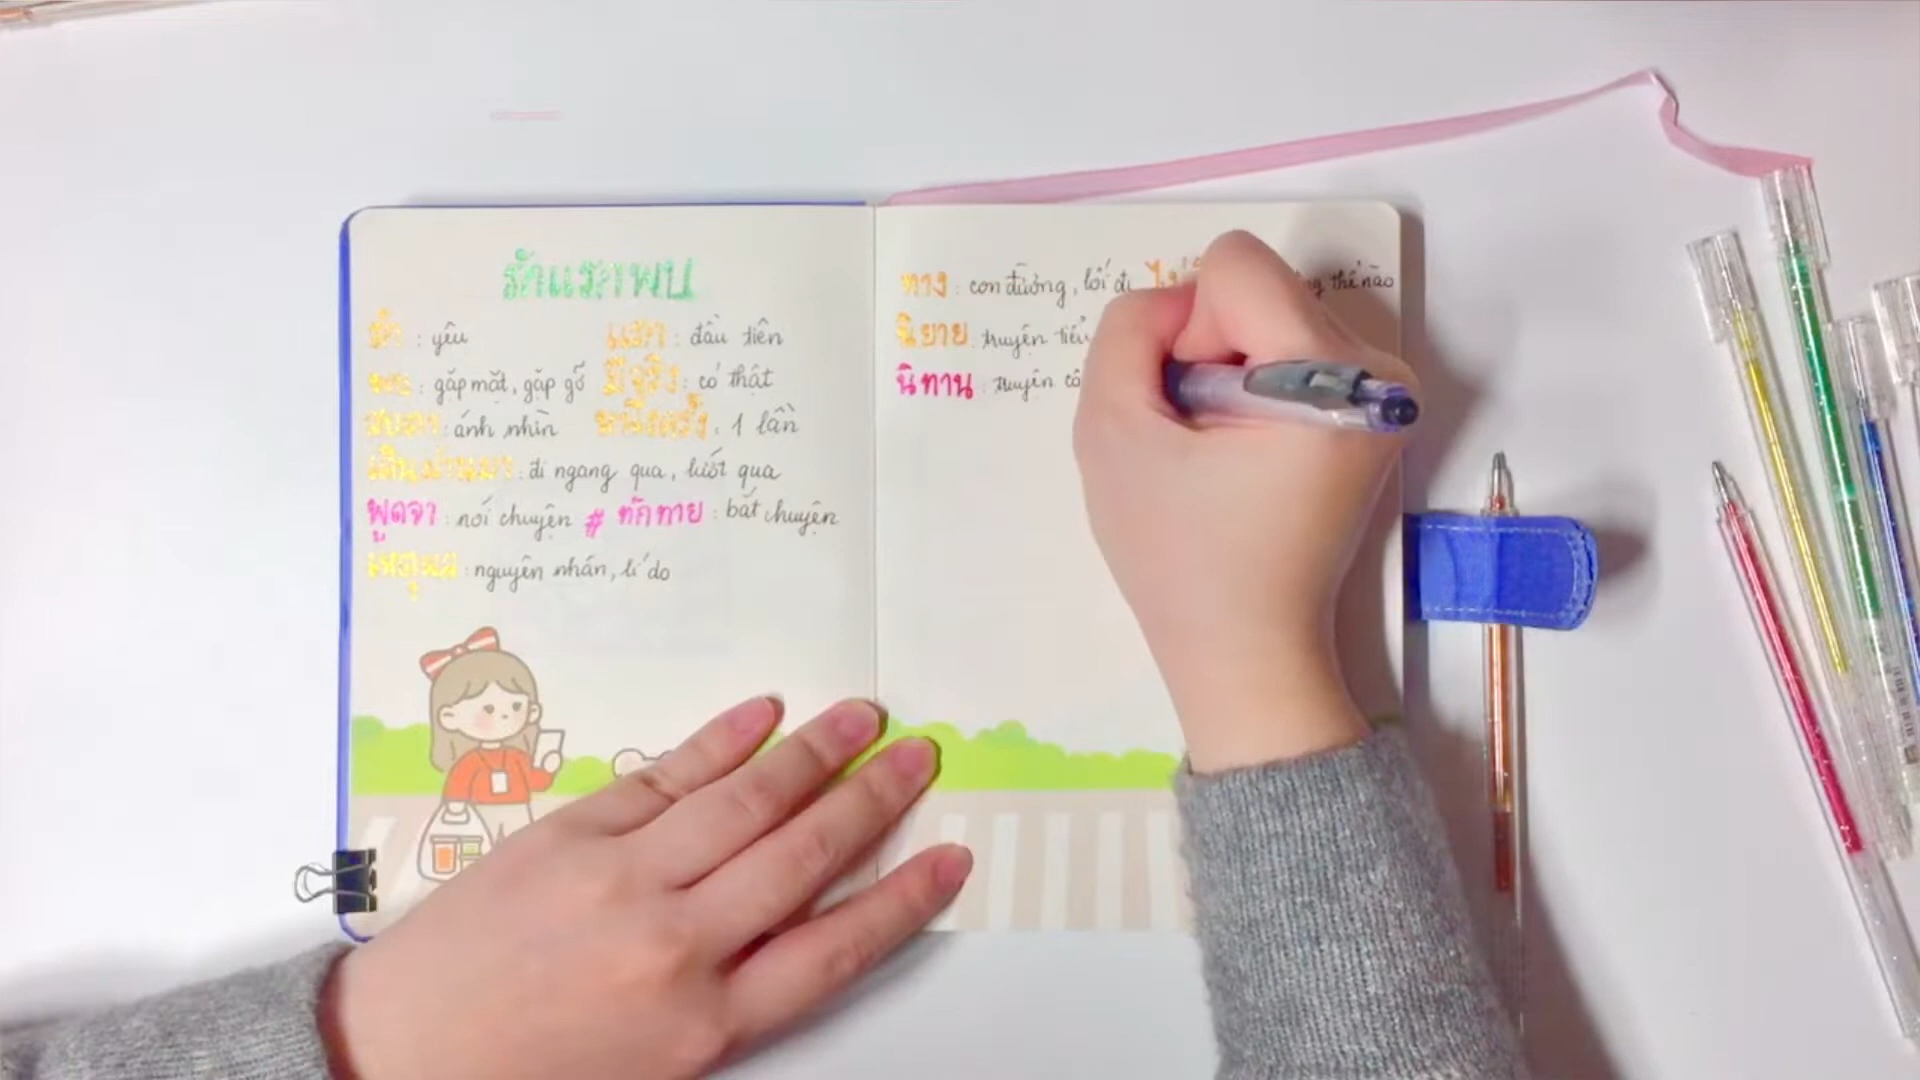 รักแรกพบ
รัก : yêu แรก : đầu tiên
พบ : gặp mặt, gặp gỡ มีจริง : có thật
สบตา : ánh nhìn หนึ่งครั้ง : 1 lần
เดินผ่านมา : đi ngang qua, lướt qua
พูดจา : nói chuyện # ทักทาย : bắt chuyện
เหตุผล : nguyên nhân, lí do
ทาง : con đường, lối đi thế nào
นิยาย : truyện
นิทาน : truyện